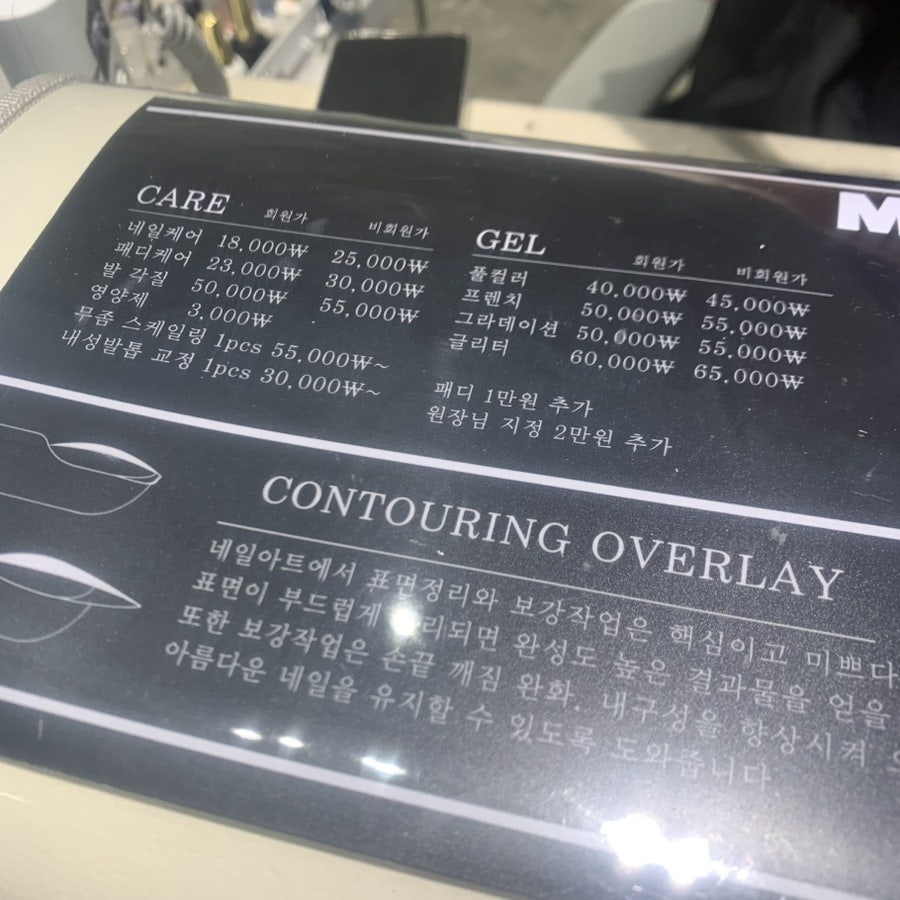 CARE 회원가 비회원가
네일케어 18,000₩ 25,000₩
패디케어 23,000₩ 30,000₩
발 각질 50,000₩ 55,000₩
영양제 3,000₩
무좀 스케일링 1pcs 55,000₩~
내성발톱 교정 1pcs 30,000₩~
GEL 회원가 비회원가
풀컬러 40,000₩ 45,000₩
프렌치 50,000₩ 55,000₩
그라데이션 50,000₩ 55,000₩
글리터 60,000₩ 65,000₩
패디 1만원 추가
원장님 지정 2만원 추가
CONTOURING OVERLAY
네일아트에서 표면정리와 보강작업은 핵심이고 미쁘다
표면이 부드럽게 리되면 완성도 높은 결과물을 얻을
또한 보강작업은 손끝 깨짐 완화, 내구성을 향상시켜
아름다운 네일을 유지할 수 있도록 도와줍니다